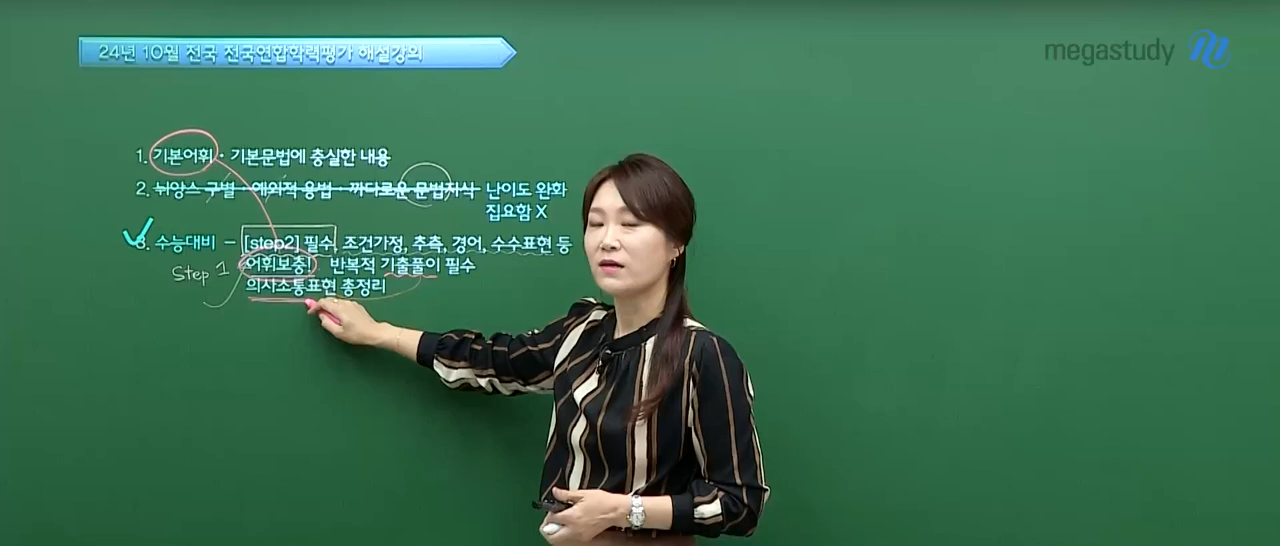 24년 10월 전국 전국연합학력평가 해설강의
megastudy
1. 기본어휘 · 기본문법에 충실한 내용
2. 뉘앙스 구별 · 예외적 용법 · 까다로운 문법지식 난이도 완화
집요함 X
3. 수능대비 - [step2] 필수, 조건가정, 추측, 경어, 수수표현 등
Step 1 어휘보충! 반복적 기출풀이 필수
의사소통표현 총정리